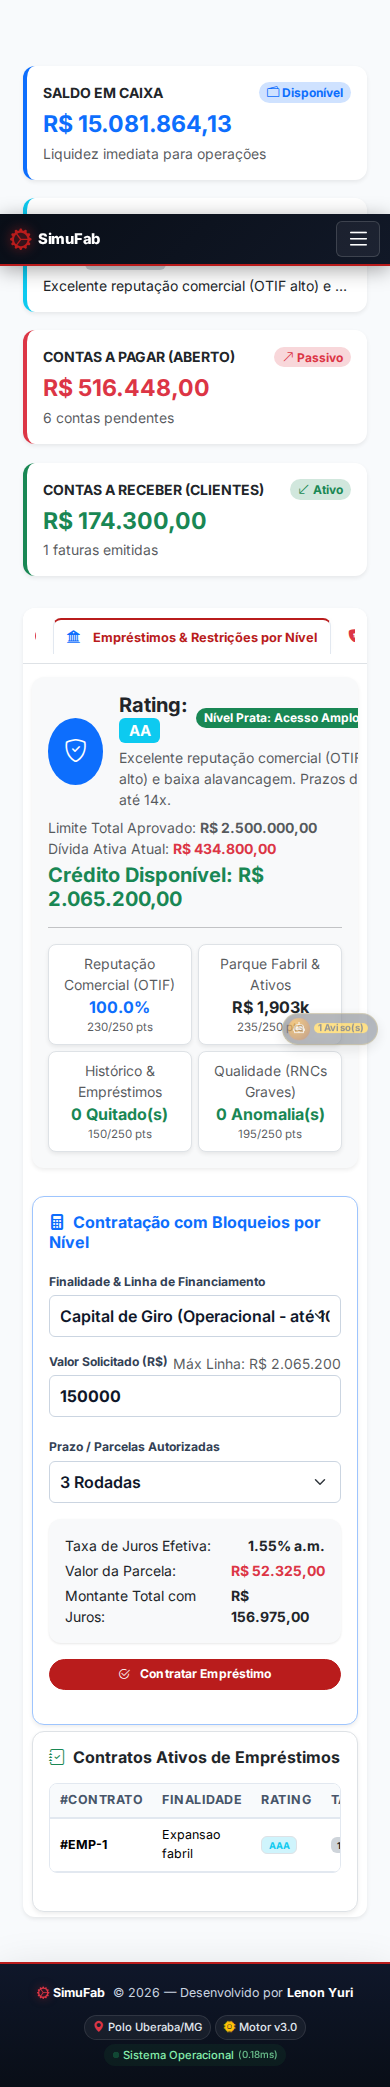 SALDO EM CAIXA
Disponível
R$ 15.081.864,13
Liquidez imediata para operações
SimuFab
Excelente reputação comercial (OTIF alto) e ...
CONTAS A PAGAR (ABERTO)
Passivo
R$ 516.448,00
6 contas pendentes
CONTAS A RECEBER (CLIENTES)
Ativo
R$ 174.300,00
1 faturas emitidas
Empréstimos & Restrições por Nível
Rating:
AA
Nível Prata: Acesso Amplo
Excelente reputação comercial (OTIF
alto) e baixa alavancagem. Prazos d
até 14x.
Limite Total Aprovado: R$ 2.500.000,00
Dívida Ativa Atual: R$ 434.800,00
Crédito Disponível: R$
2.065.200,00
Reputação
Comercial (OTIF)
100.0%
230/250 pts
Parque Fabril &
Ativos
R$ 1,903k
235/250
1 Aviso(s)
Histórico &
Empréstimos
0 Quitado(s)
150/250 pts
Qualidade (RNCs
Graves)
0 Anomalia(s)
195/250 pts
Contratação com Bloqueios por
Nível
Finalidade & Linha de Financiamento
Capital de Giro (Operacional - até 10
Valor Solicitado (R$)
Máx Linha: R$ 2.065.200
150000
Prazo / Parcelas Autorizadas
3 Rodadas
Taxa de Juros Efetiva: 1.55% a.m.
Valor da Parcela: R$ 52.325,00
Montante Total com
Juros:
R$
156.975,00
Contratar Empréstimo
Contratos Ativos de Empréstimos
#CONTRATO FINALIDADE RATING
#EMP-1
Expansao
fabril
AAA
SimuFab © 2026 — Desenvolvido por Lenon Yuri
Polo Uberaba/MG
Motor v3.0
Sistema Operacional (0.18ms)